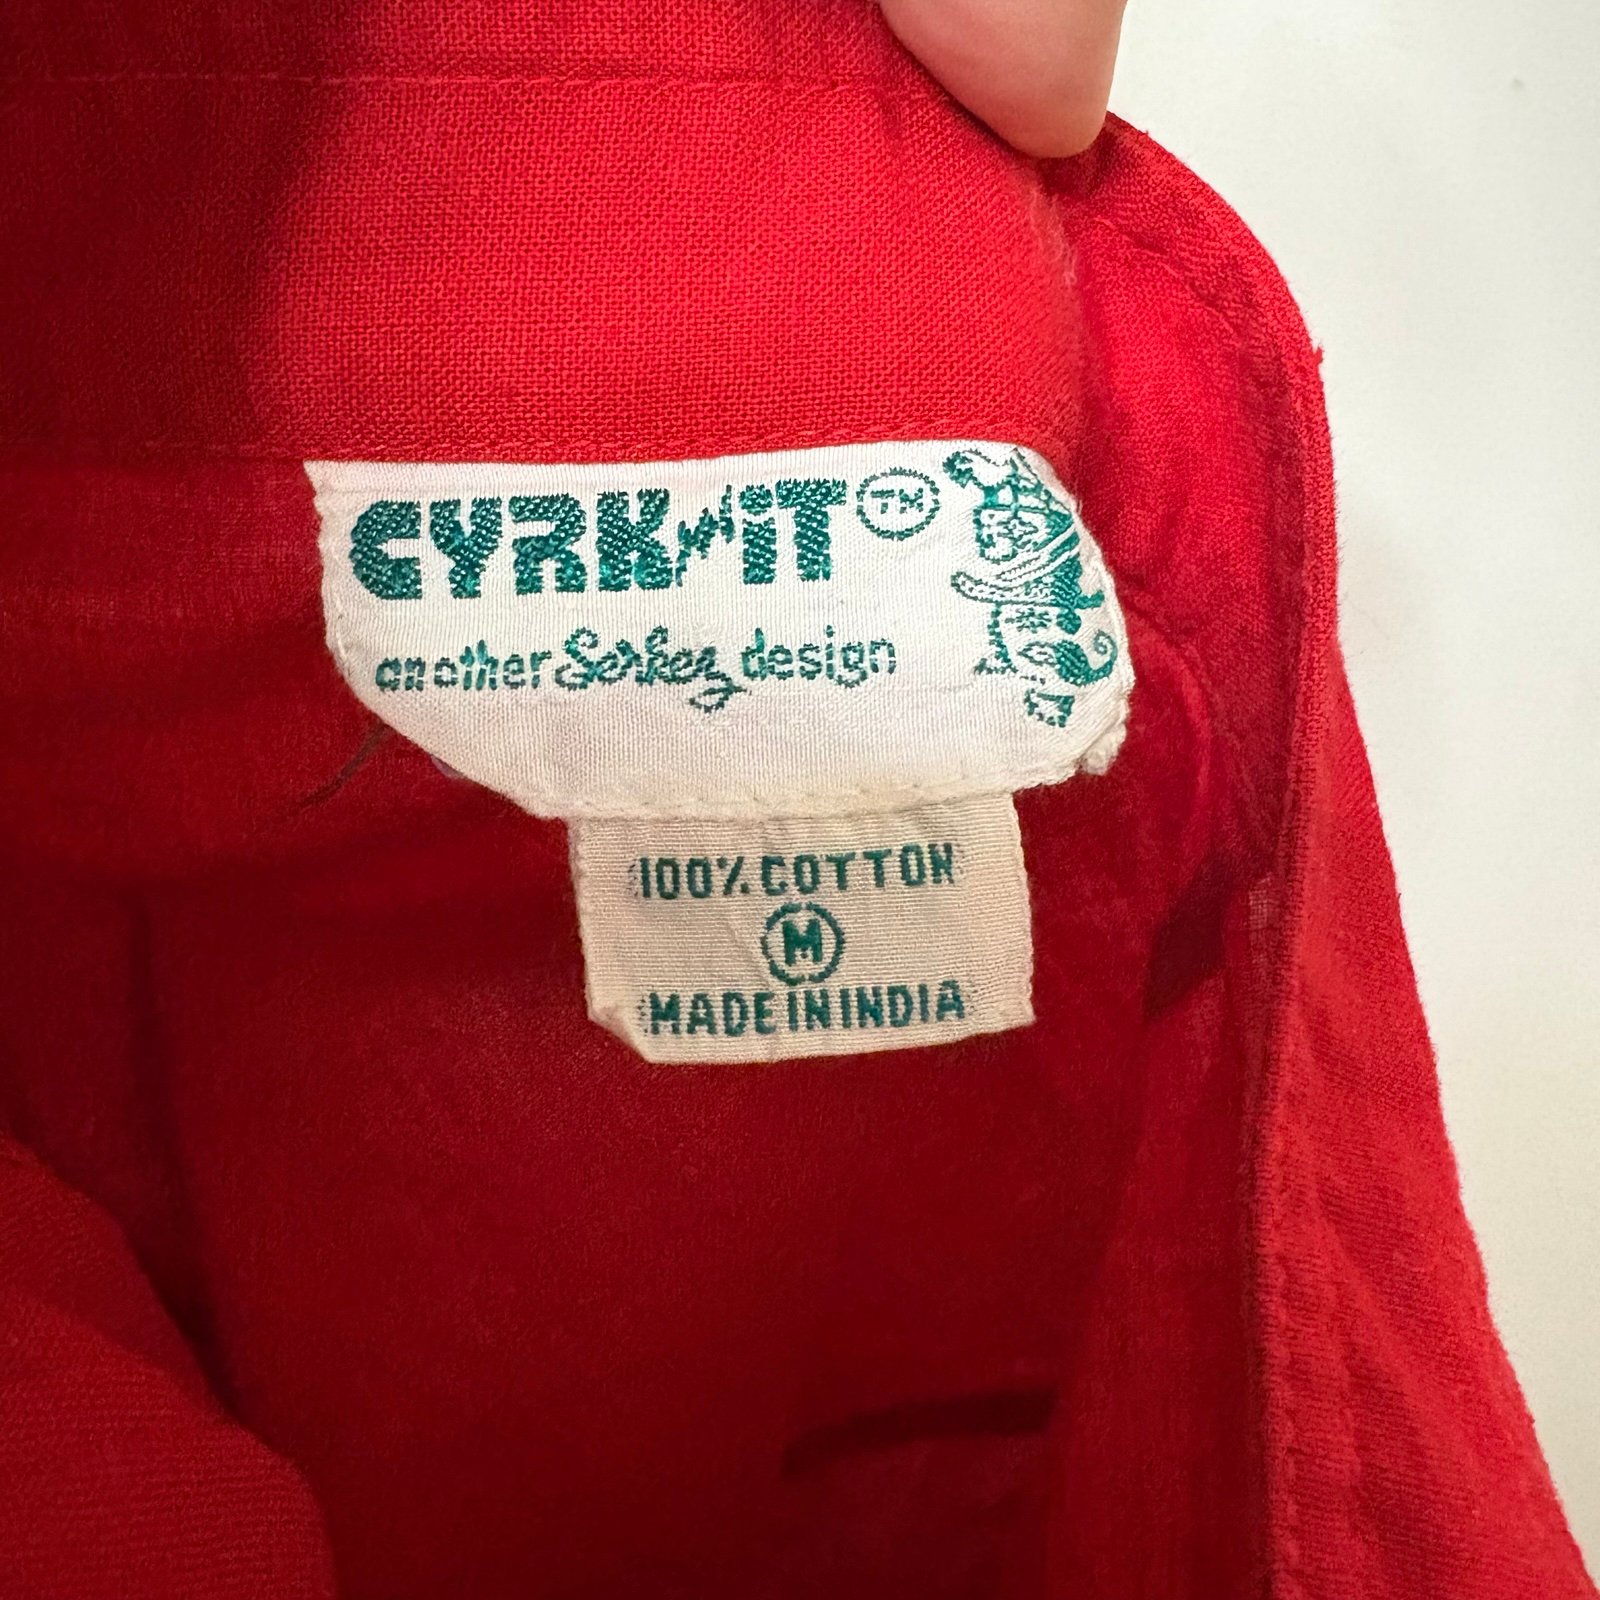 CYRK-iT TM
another Serkez design
100% COTTON
M
MADE IN INDIA